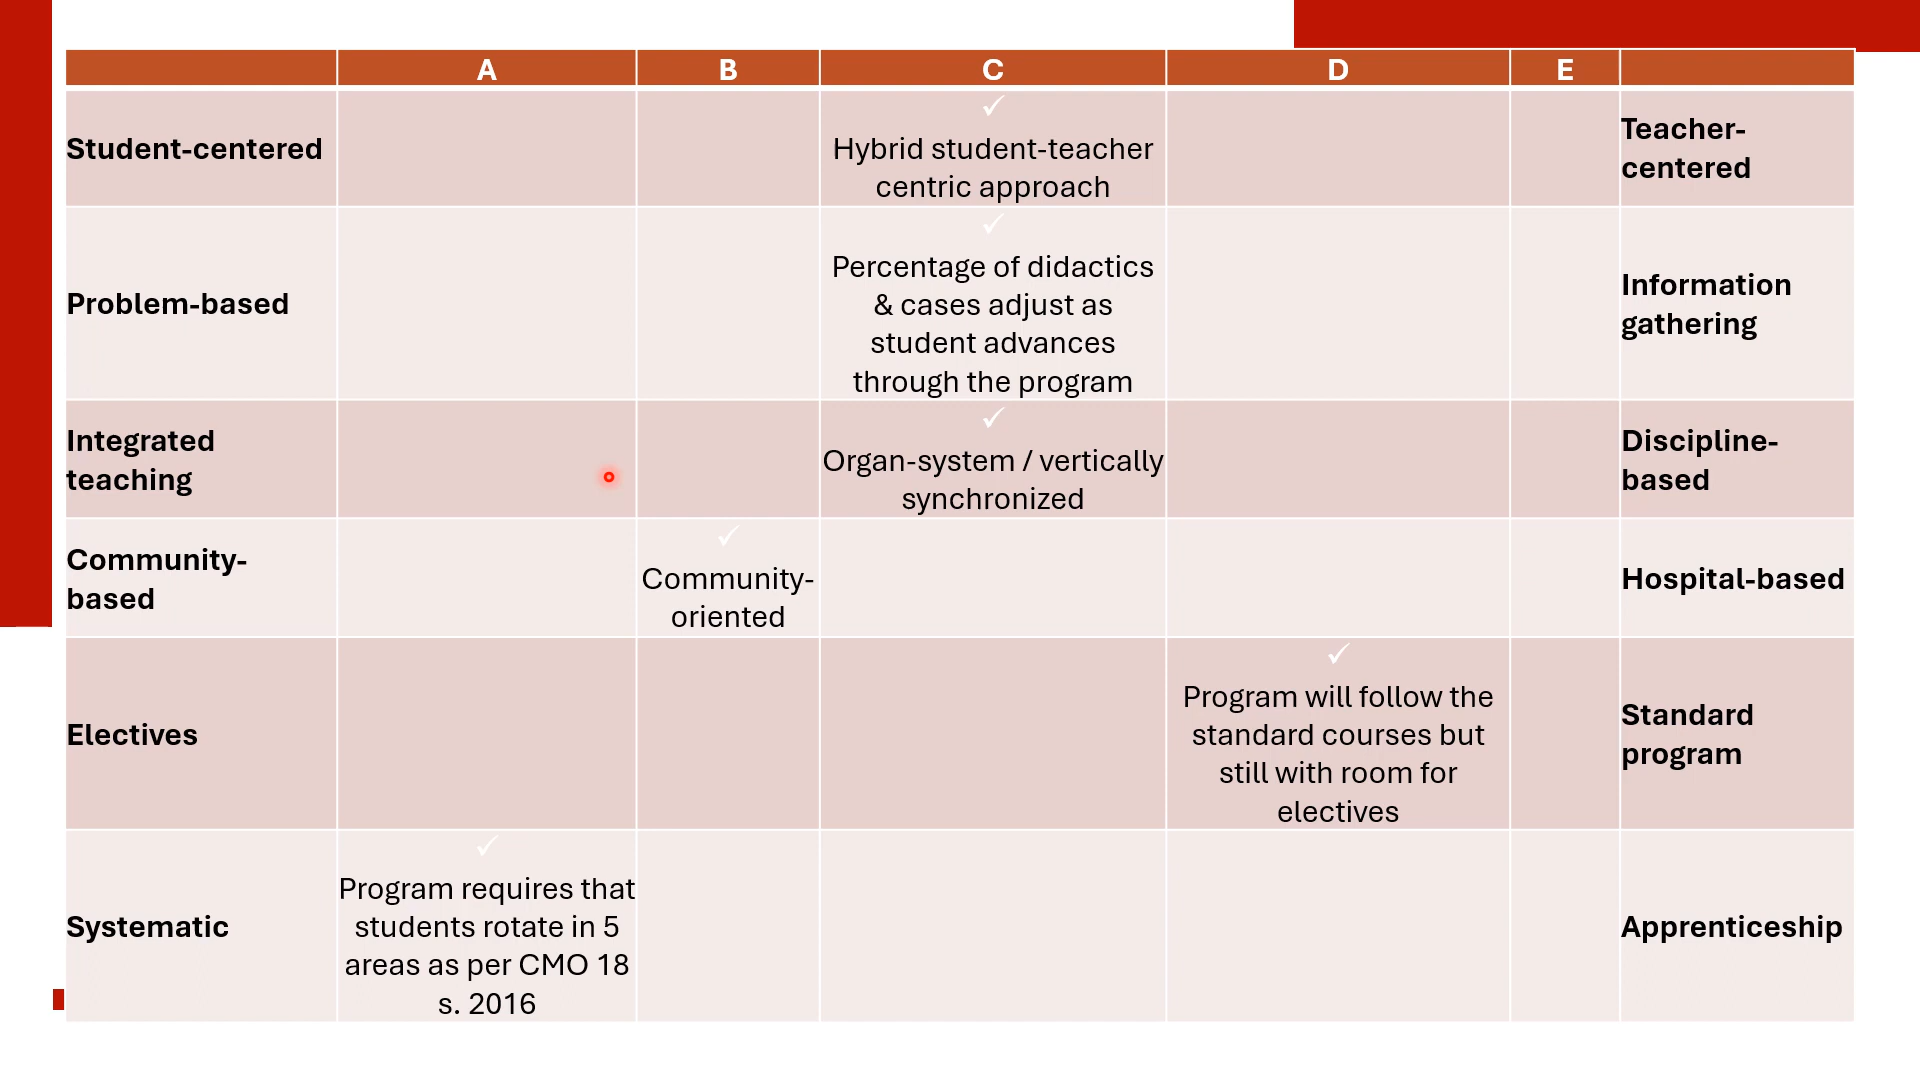 A B C D E
Student-centered
✓
Hybrid student-teacher
centric approach
Teacher-
centered
Problem-based
✓
Percentage of didactics
& cases adjust as
student advances
through the program
Information
gathering
Integrated
teaching
✓
Organ-system / vertically
synchronized
Discipline-
based
Community-
based
✓
Community-
oriented
Hospital-based
Electives
✓
Program will follow the
standard courses but
still with room for
electives
Standard
program
Systematic
✓
Program requires that
students rotate in 5
areas as per CMO 18
s. 2016
Apprenticeship